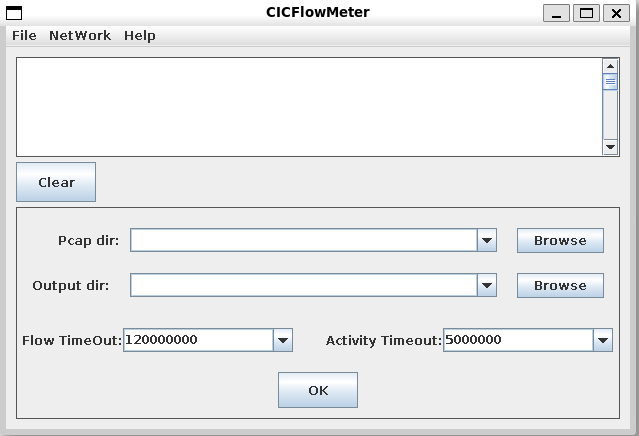 CICFlowMeter
File NetWork Help
Clear
Pcap dir: Browse
Output dir: Browse
Flow TimeOut: 120000000 Activity Timeout: 5000000
OK